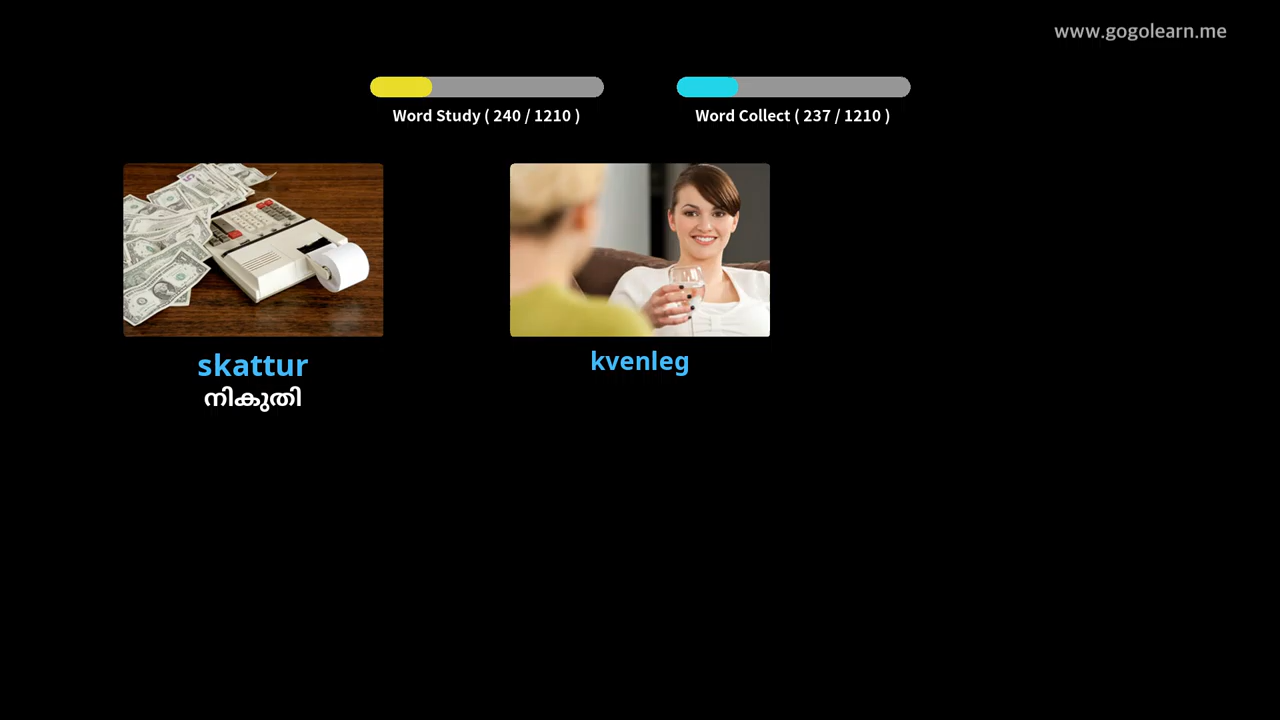 www.gogolearn.me
Word Study ( 240 / 1210 )
Word Collect ( 237 / 1210 )
skattur
നികുതി
kvenleg